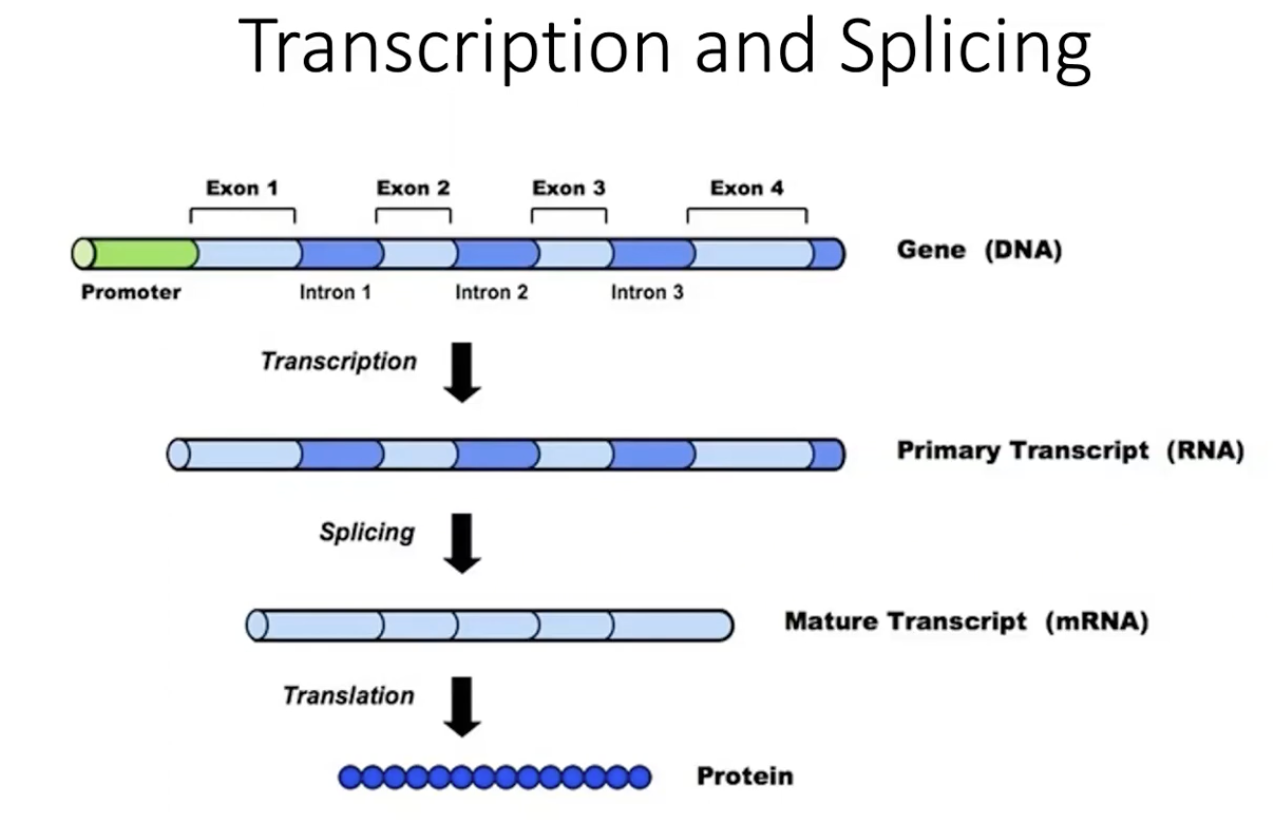 Transcription and Splicing
Exon 1 Exon 2 Exon 3 Exon 4
Gene (DNA)
Promoter Intron 1 Intron 2 Intron 3
Transcription
Primary Transcript (RNA)
Splicing
Mature Transcript (mRNA)
Translation
Protein